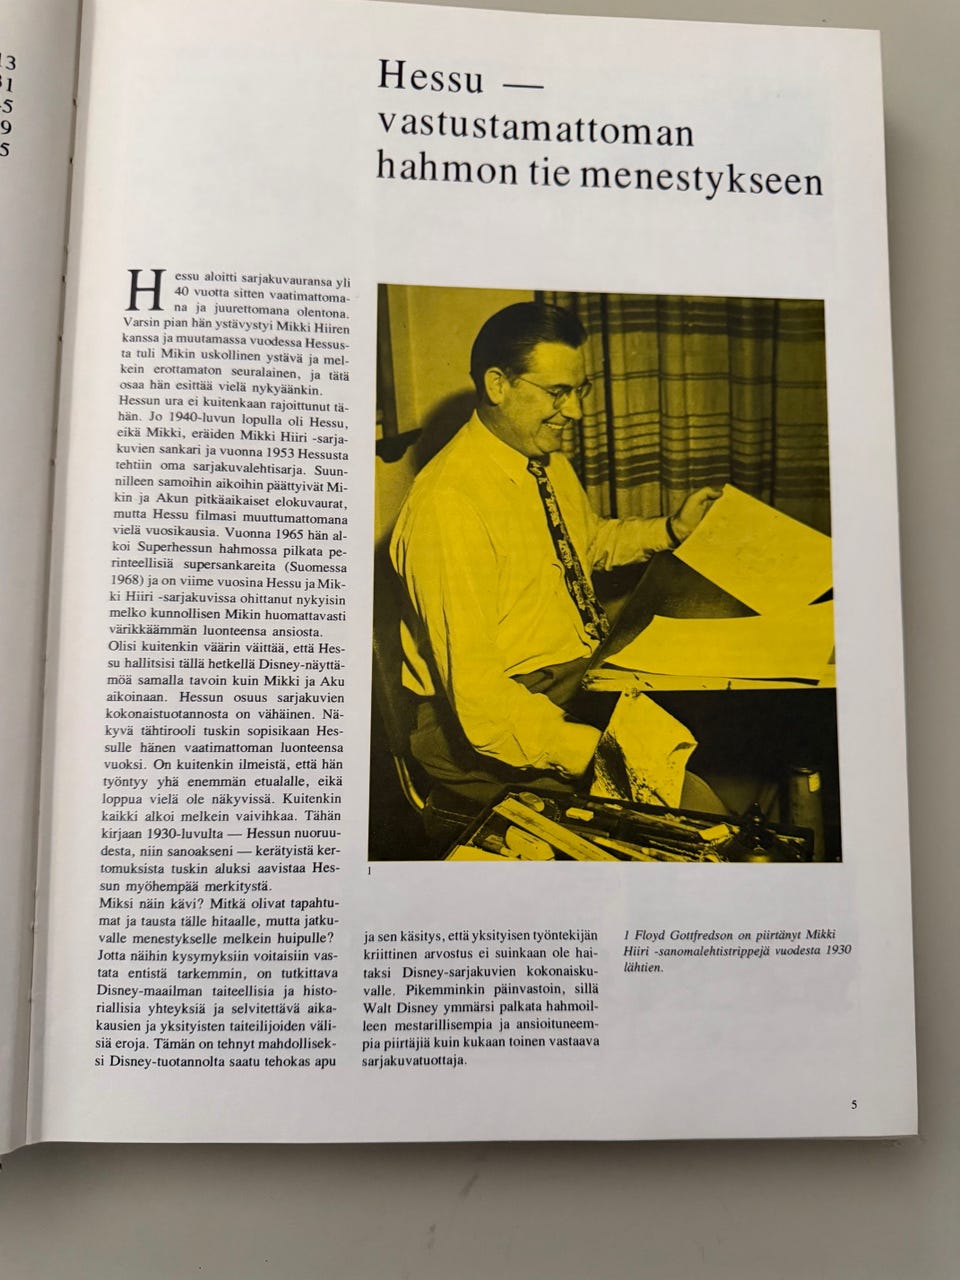 13
31
45
9
5
Hessu —
vastustamattoman
hahmon tie menestykseen
Hessu aloitti sarjakuvauransa yli
40 vuotta sitten vaatimattoma-
na ja juurettomana olentona.
Varsin pian hän ystävystyi Mikki Hiiren
kanssa ja muutamassa vuodessa Hessus-
ta tuli Mikin uskollinen ystävä ja mel-
kein erottamaton seuralainen, ja tätä
osaa hän esittää vielä nykyäänkin.
Hessun ura ei kuitenkaan rajoittunut tä-
hän. Jo 1940-luvun lopulla oli Hessu,
eikä Mikki, eräiden Mikki Hiiri -sarja-
kuvien sankari ja vuonna 1953 Hessusta
tehtiin oma sarjakuvalehtisarja. Suun-
nilleen samoihin aikoihin päättyivät Mi-
kin ja Akun pitkäaikaiset elokuvaurat,
mutta Hessu filmasi muuttumattomana
vielä vuosikausia. Vuonna 1965 hän al-
koi Superhessun hahmossa pilkata pe-
rinteellisiä supersankareita (Suomessa
1968) ja on viime vuosina Hessu ja Mik-
ki Hiiri -sarjakuvissa ohittanut nykyisin
melko kunnollisen Mikin huomattavasti
värikkäämmän luonteensa ansiosta.
Olisi kuitenkin väärin väittää, että Hes-
su hallitsisi tällä hetkellä Disney-näyttä-
möä samalla tavoin kuin Mikki ja Aku
aikoinaan. Hessun osuus sarjakuvien
kokonaistuotannosta on vähäinen. Nä-
kyvä tähtirooli tuskin sopisikaan Hes-
sulle hänen vaatimattoman luonteensa
vuoksi. On kuitenkin ilmeistä, että hän
työntyy yhä enemmän etualalle, eikä
loppua vielä ole näkyvissä. Kuitenkin
kaikki alkoi melkein vaivihkaa. Tähän
kirjaan 1930-luvulta — Hessun nuoruu-
desta, niin sanoakseni — kerätyistä ker-
tomuksista tuskin aluksi aavistaa Hes-
sun myöhempää merkitystä.
Miksi näin kävi? Mitkä olivat tapahtu-
mat ja tausta tälle hitaalle, mutta jatku-
valle menestykselle melkein huipulle?
Jotta näihin kysymyksiin voitaisiin vas-
tata entistä tarkemmin, on tutkittava
Disney-maailman taiteellisia ja histo-
riallisia yhteyksiä ja selvitettävä aika-
kausien ja yksityisten taiteilijoiden väli-
siä eroja. Tämän on tehnyt mahdollisek-
si Disney-tuotannolta saatu tehokas apu
1
ja sen käsitys, että yksityisen työntekijän
kriittinen arvostus ei suinkaan ole hai-
taksi Disney-sarjakuvien kokonaisku-
valle. Pikemminkin päinvastoin, sillä
Walt Disney ymmärsi palkata hahmoil-
leen mestarillisempia ja ansioituneem-
pia piirtäjiä kuin kukaan toinen vastaava
sarjakuvatuottaja.
1 Floyd Gottfredson on piirtänyt Mikki
Hiiri -sanomalehtistrippejä vuodesta 1930
lähtien.
5